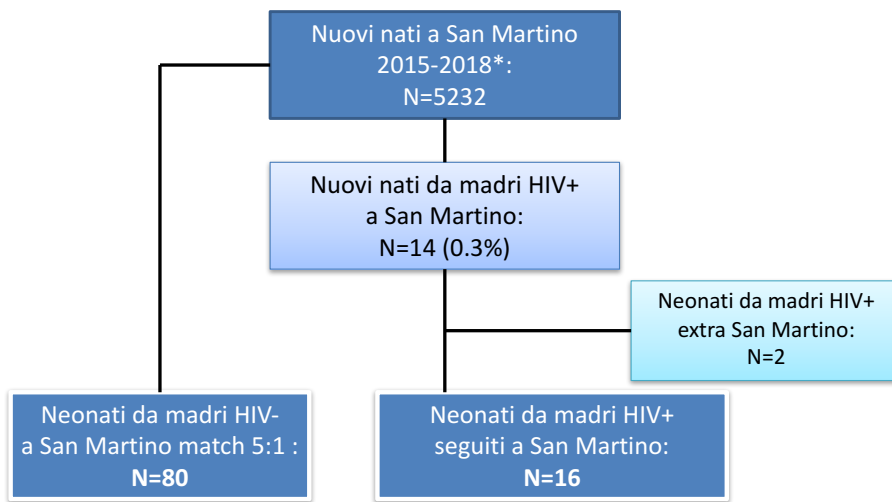 Nuovi nati a San Martino
2015-2018*:
N=5232
Nuovi nati da madri HIV+
a San Martino:
N=14 (0.3%)
Neonati da madri HIV+
extra San Martino:
N=2
Neonati da madri HIV-
a San Martino match 5:1 :
N=80
Neonati da madri HIV+
seguiti a San Martino:
N=16